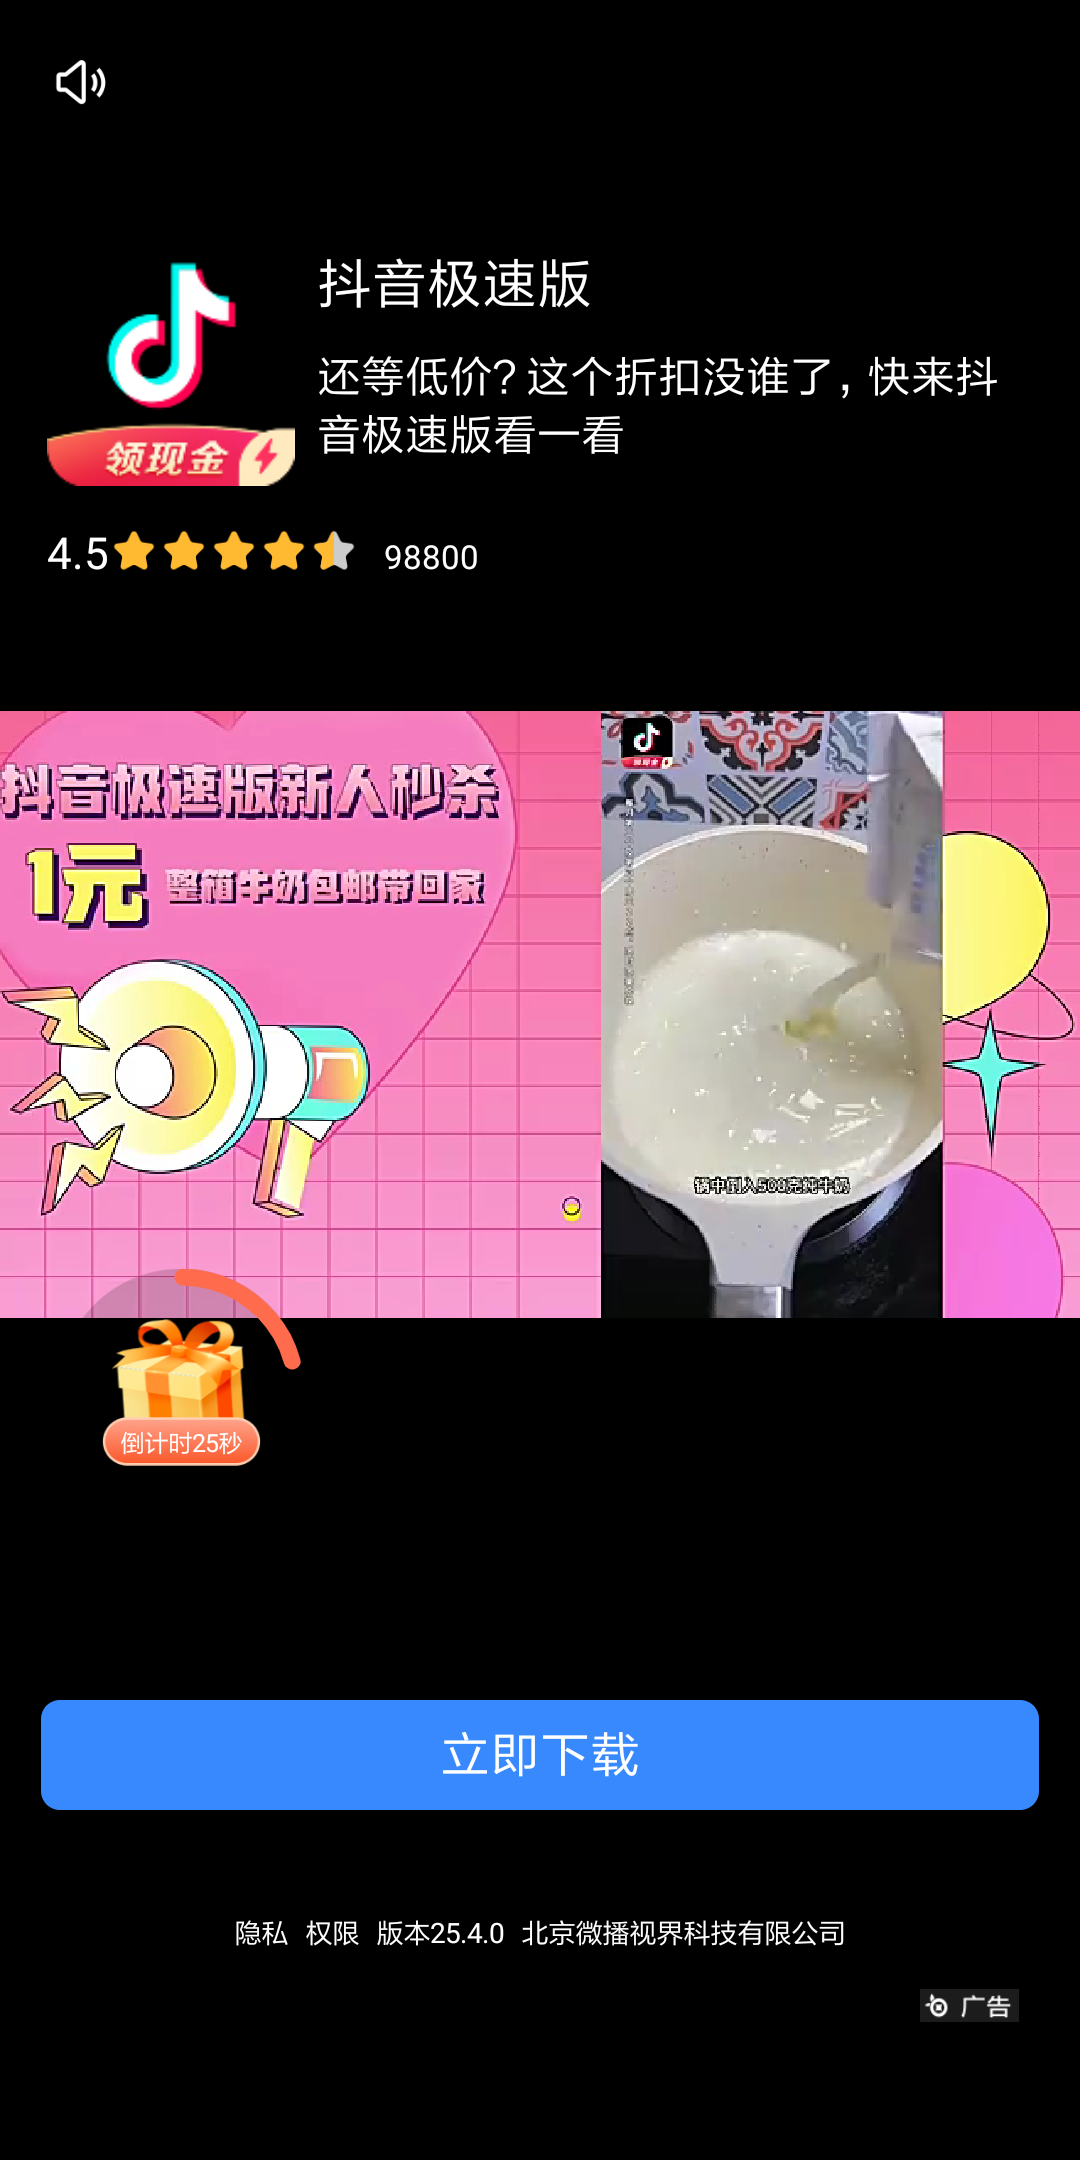 抖音极速版
还等低价？这个折扣没谁了，快来抖
音极速版看一看
领现金
4.5 98800
抖音极速版新人秒杀
1元 整箱牛奶包邮带回家
领现金
锅中倒入500克纯牛奶
倒计时25秒
立即下载
隐私 权限 版本25.4.0 北京微播视界科技有限公司
广告